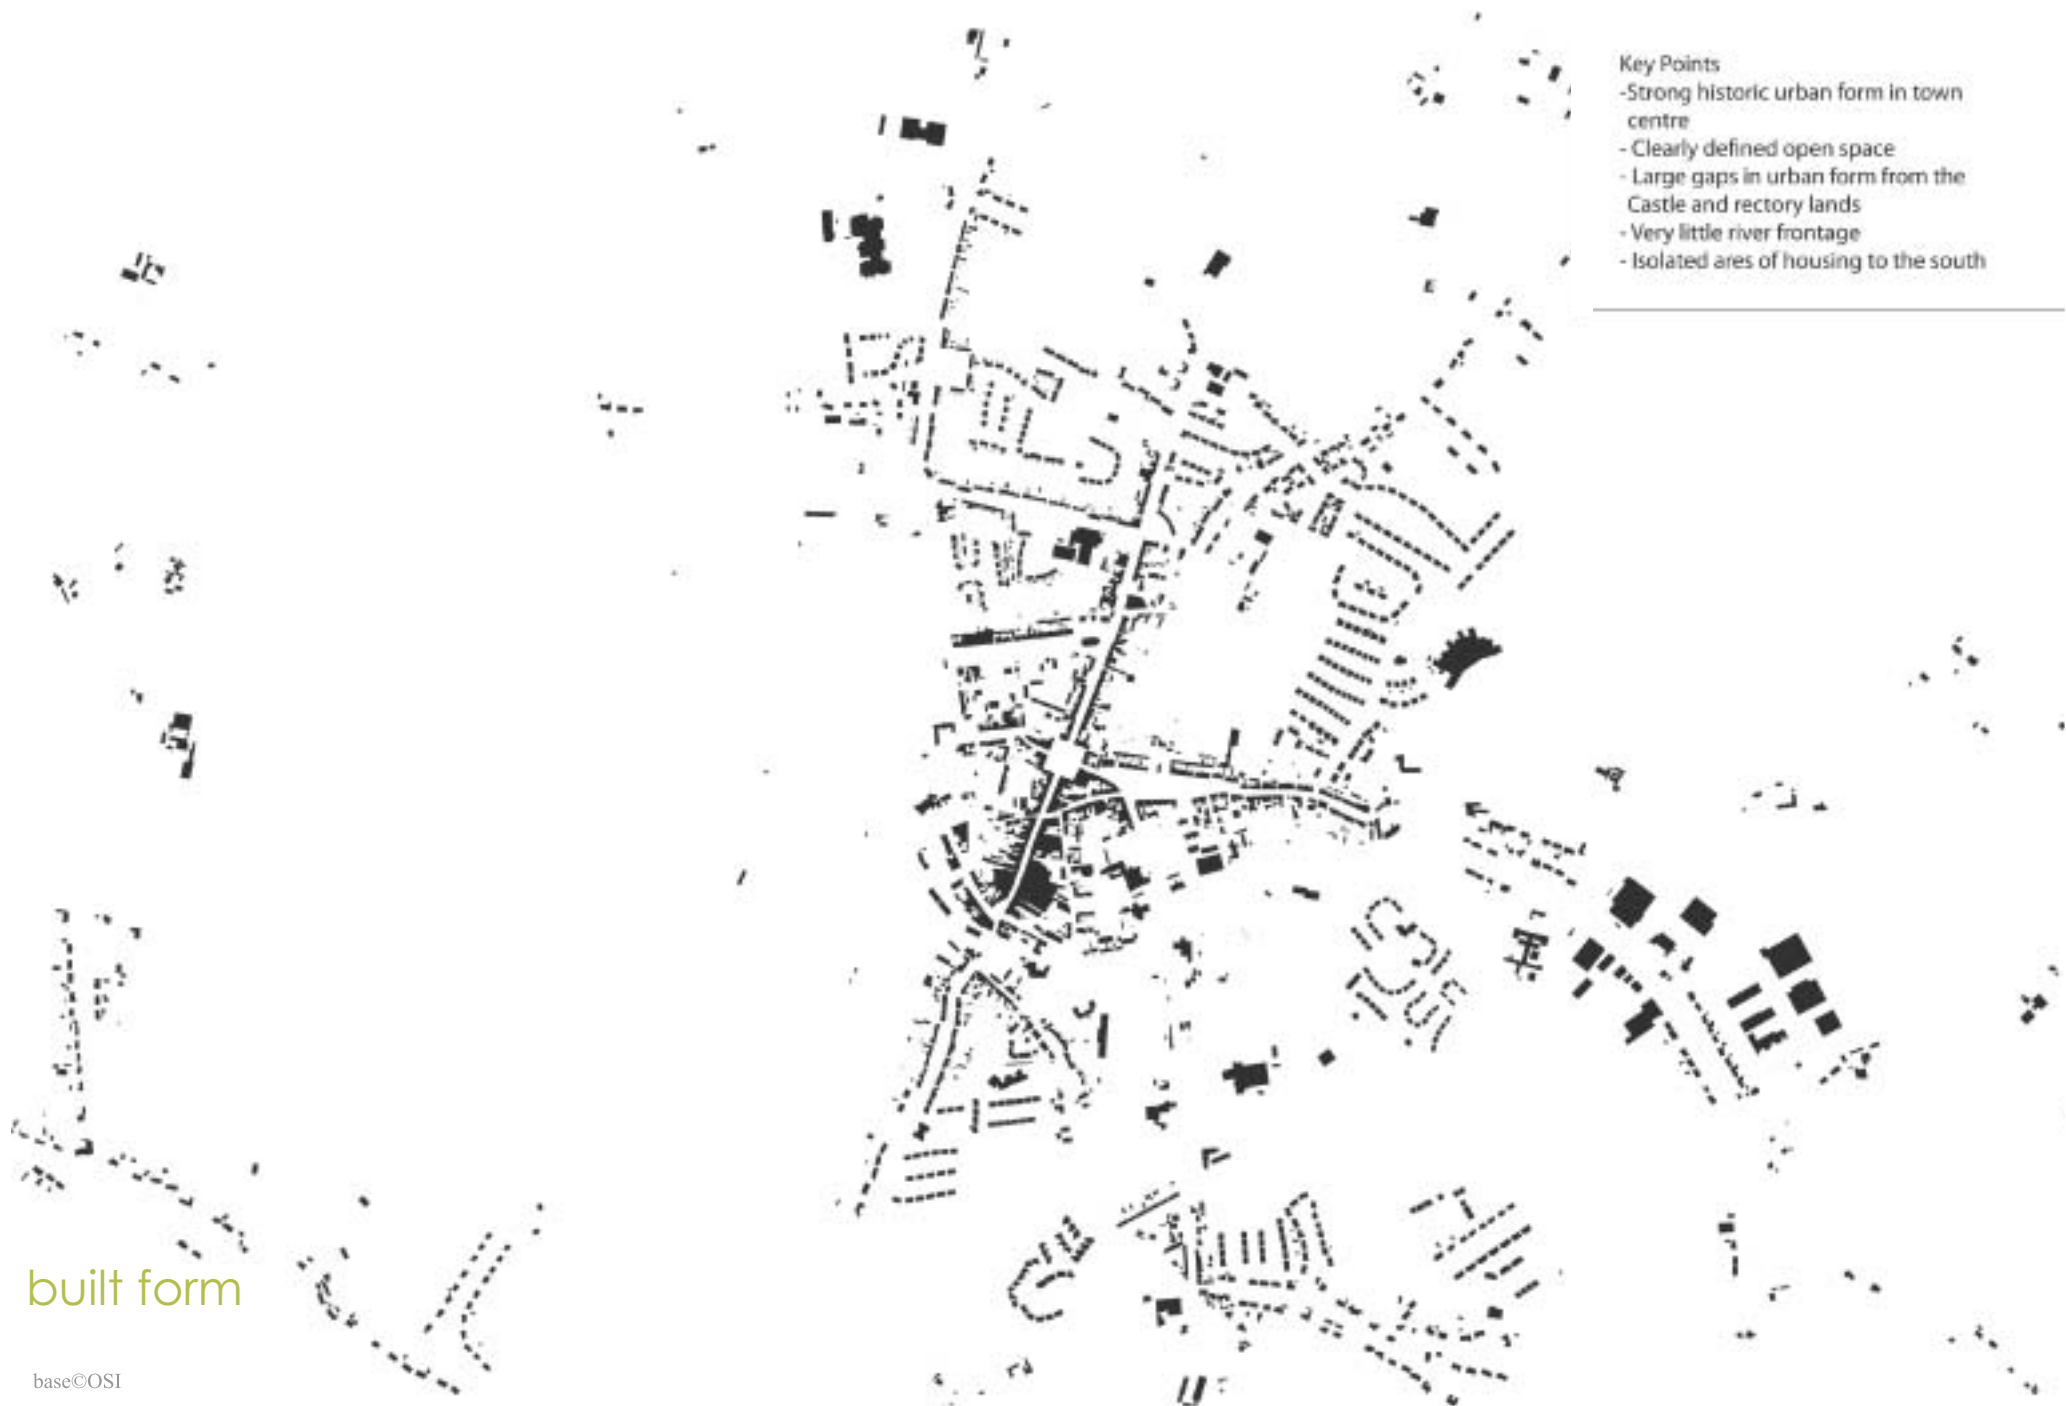 Key Points
-Strong historic urban form in town
centre
- Clearly defined open space
- Large gaps in urban form from the
Castle and rectory lands
- Very little river frontage
- Isolated ares of housing to the south
built form
base©OSI